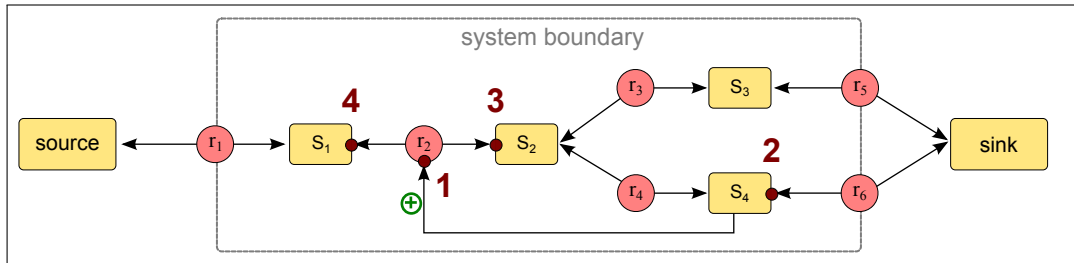 system boundary
r3
S3
r5
4
3
source
r1
S1
r2
S2
sink
2
1
r4
S4
r6
+